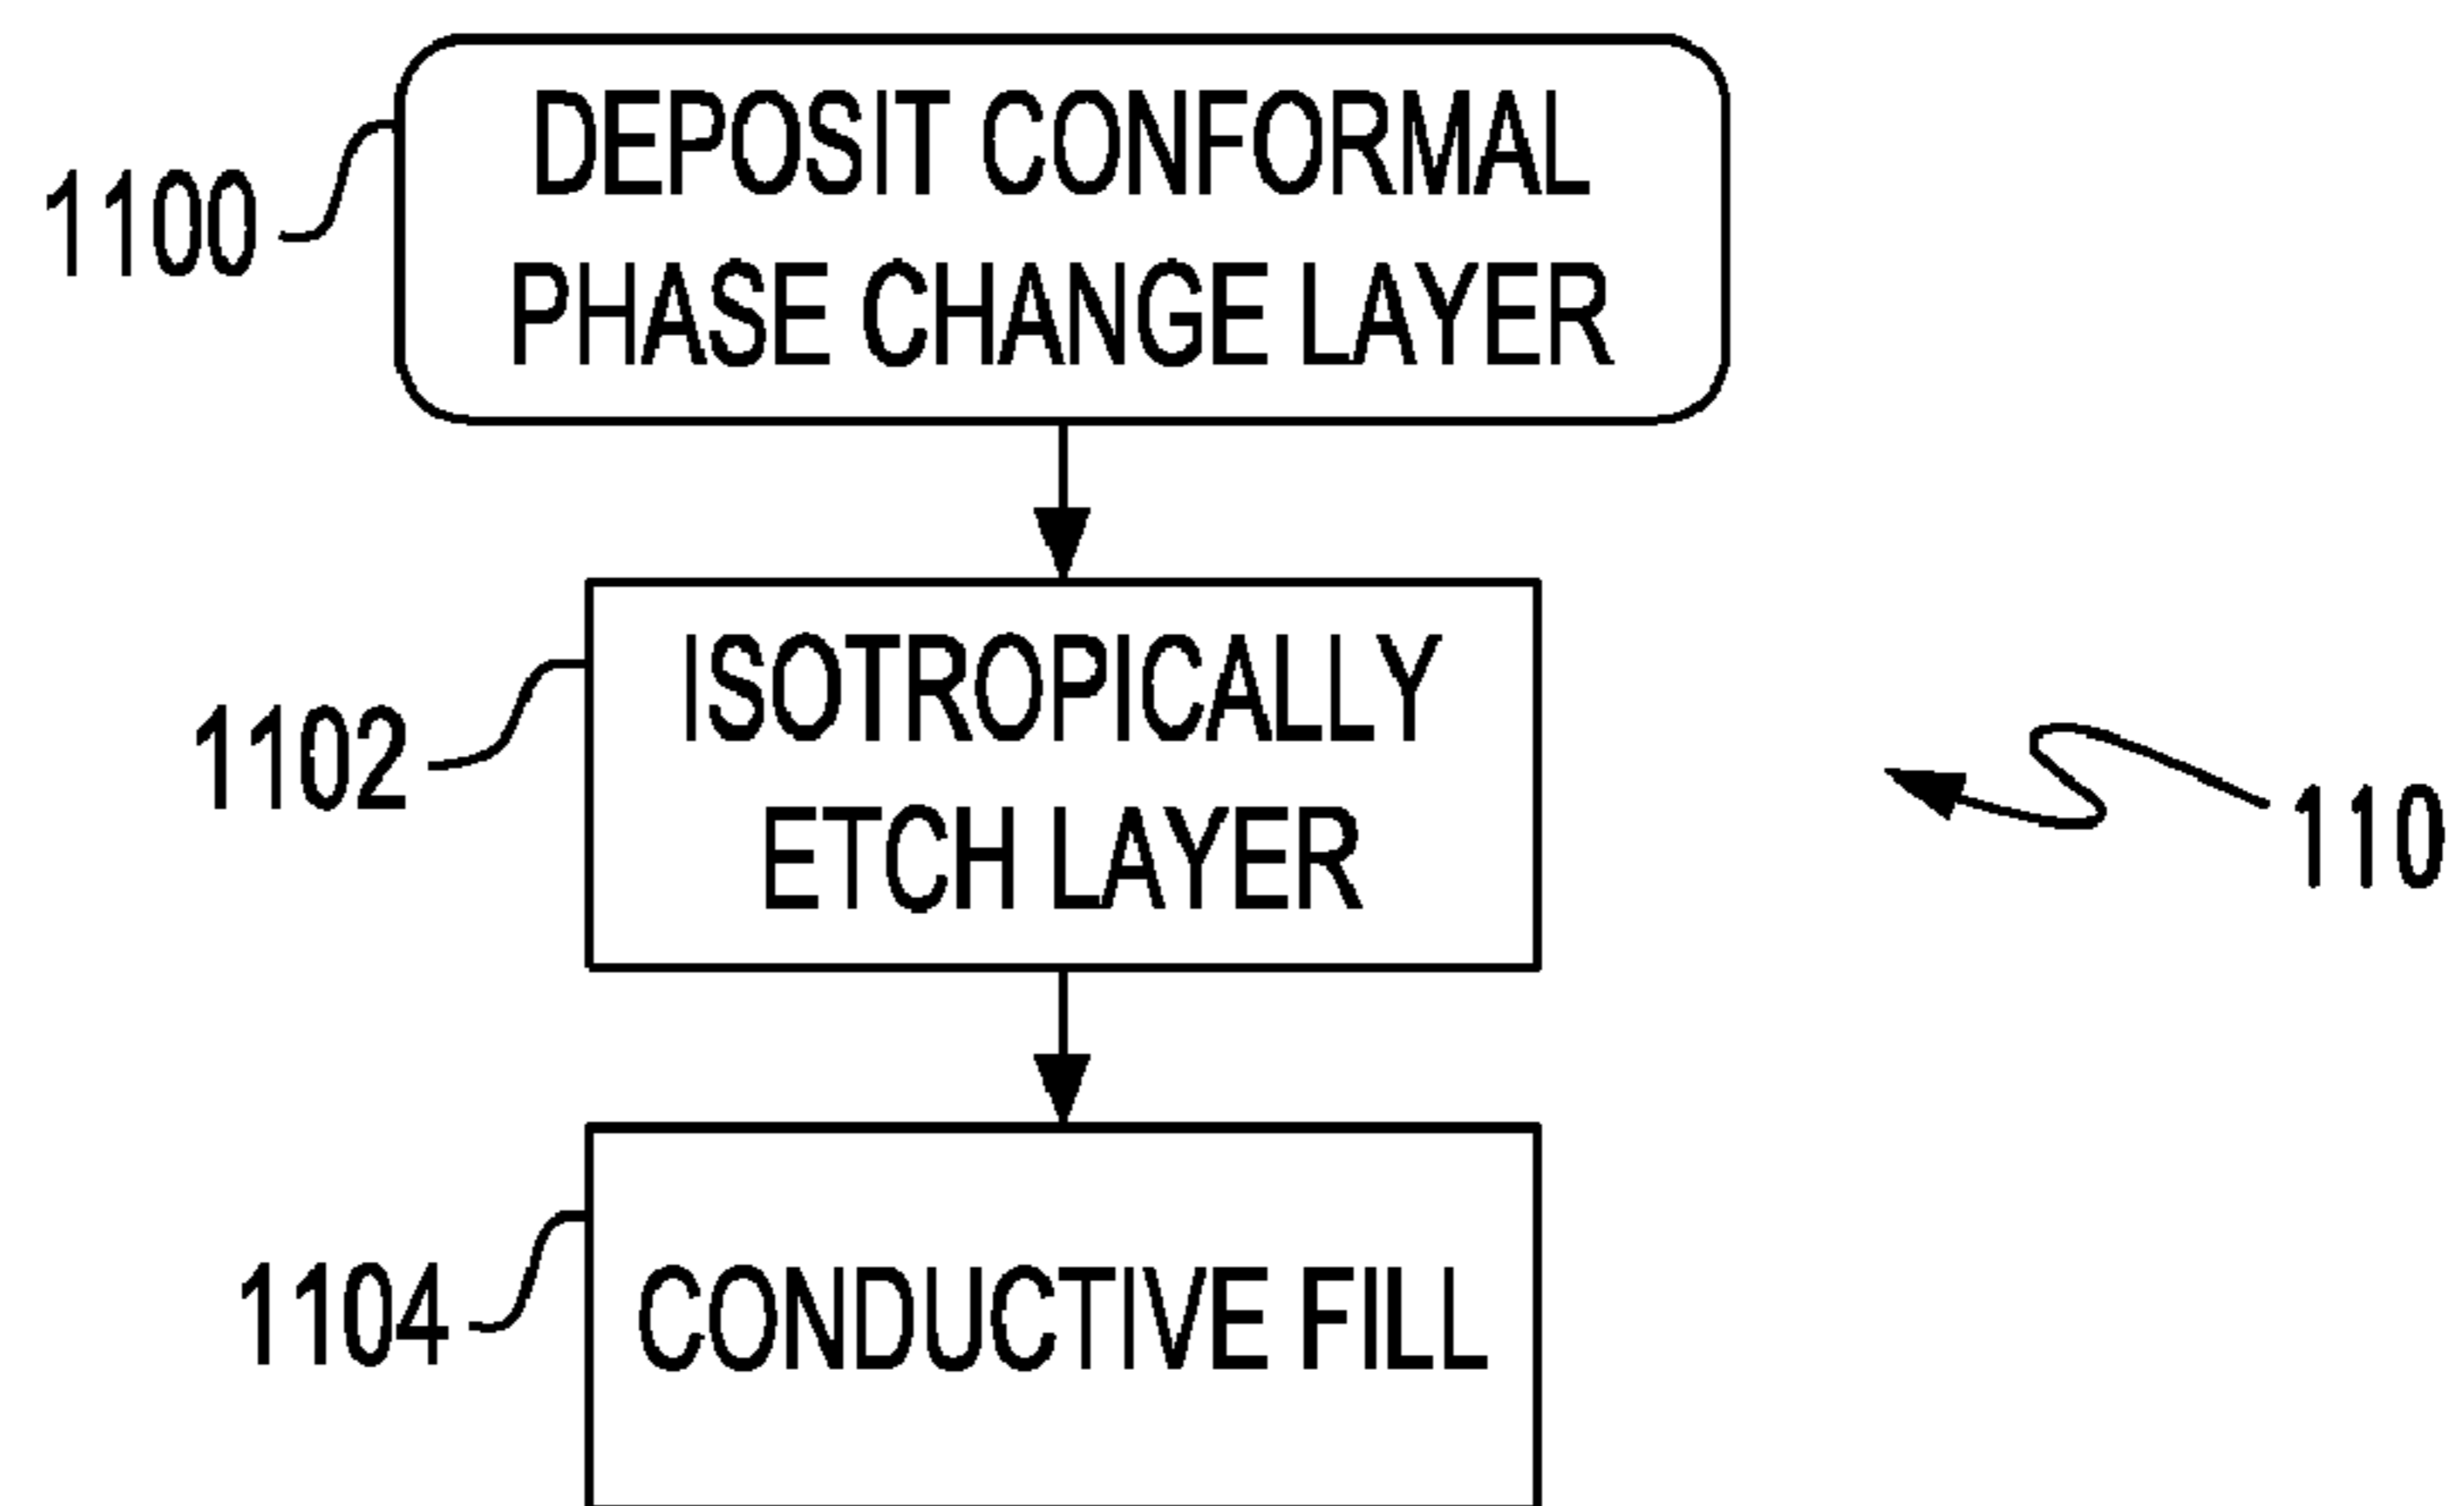 DEPOSIT CONFORMAL
PHASE CHANGE LAYER
1100
ISOTROPICALLY
ETCH LAYER
1102
110
CONDUCTIVE FILL
1104